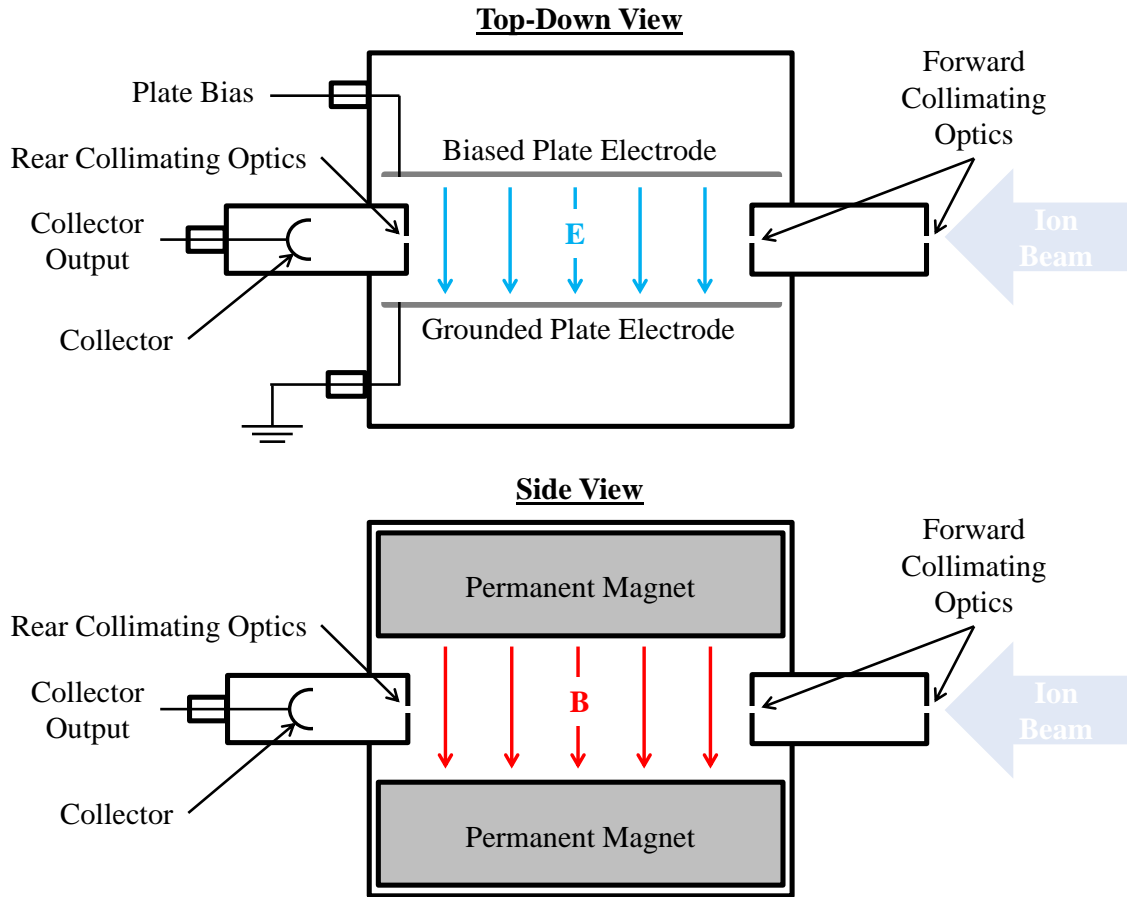 Top-Down View
Plate Bias
Forward
Collimating
Optics
Rear Collimating Optics
Biased Plate Electrode
Collector
Output
E
Ion
Beam
Collector
Grounded Plate Electrode
Side View
Forward
Collimating
Optics
Permanent Magnet
Rear Collimating Optics
Collector
Output
B
Ion
Beam
Collector
Permanent Magnet